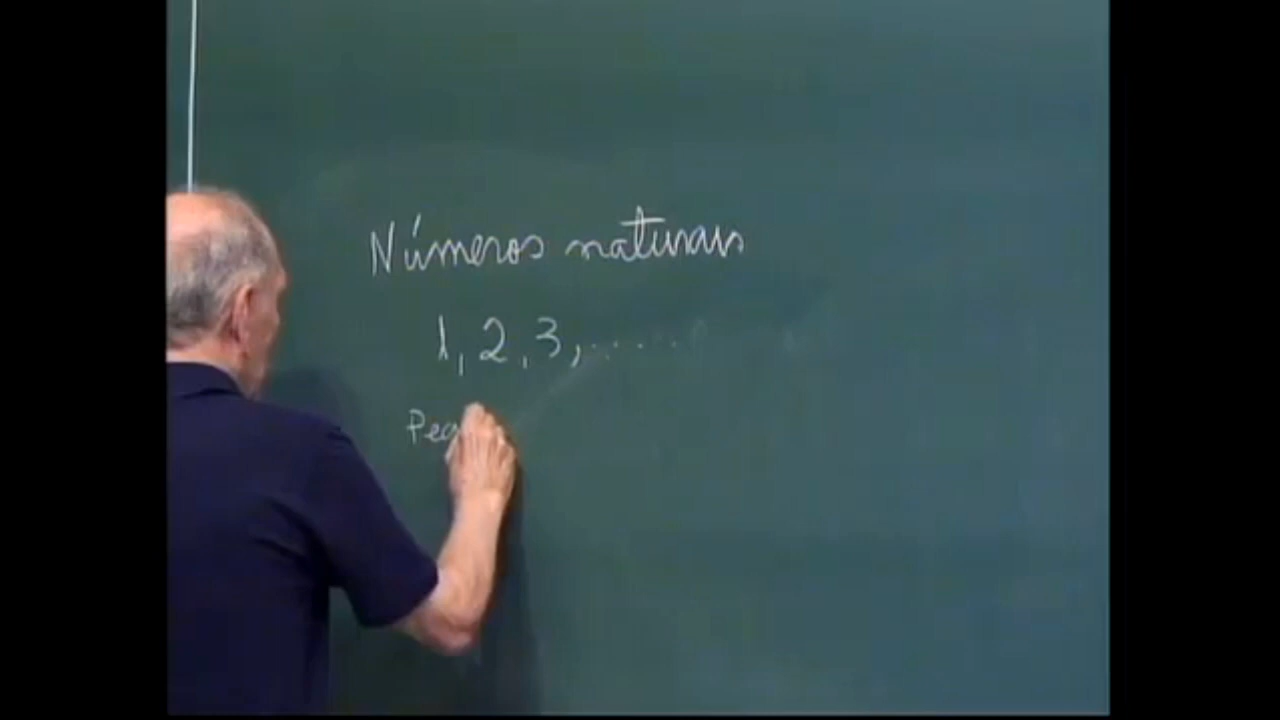 Números naturais
1, 2, 3, ......